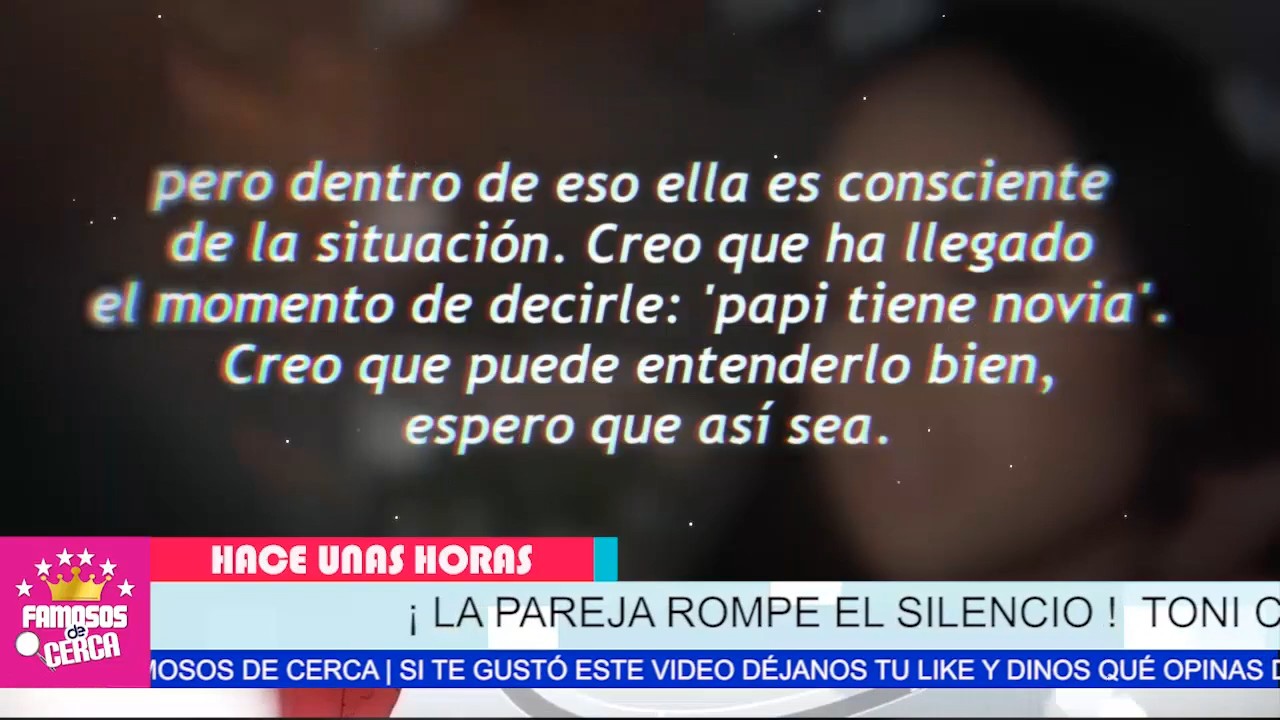 pero dentro de eso ella es consciente
de la situación. Creo que ha llegado
el momento de decirle: 'papi tiene novia'.
Creo que puede entenderlo bien,
espero que así sea.
HACE UNAS HORAS
¡ LA PAREJA ROMPE EL SILENCIO ! TONI
FAMOSOS
de
CERCA
DE CERCA | SI TE GUSTÓ ESTE VIDEO DÉJANOS TU LIKE Y DINOS QUÉ OPINAS